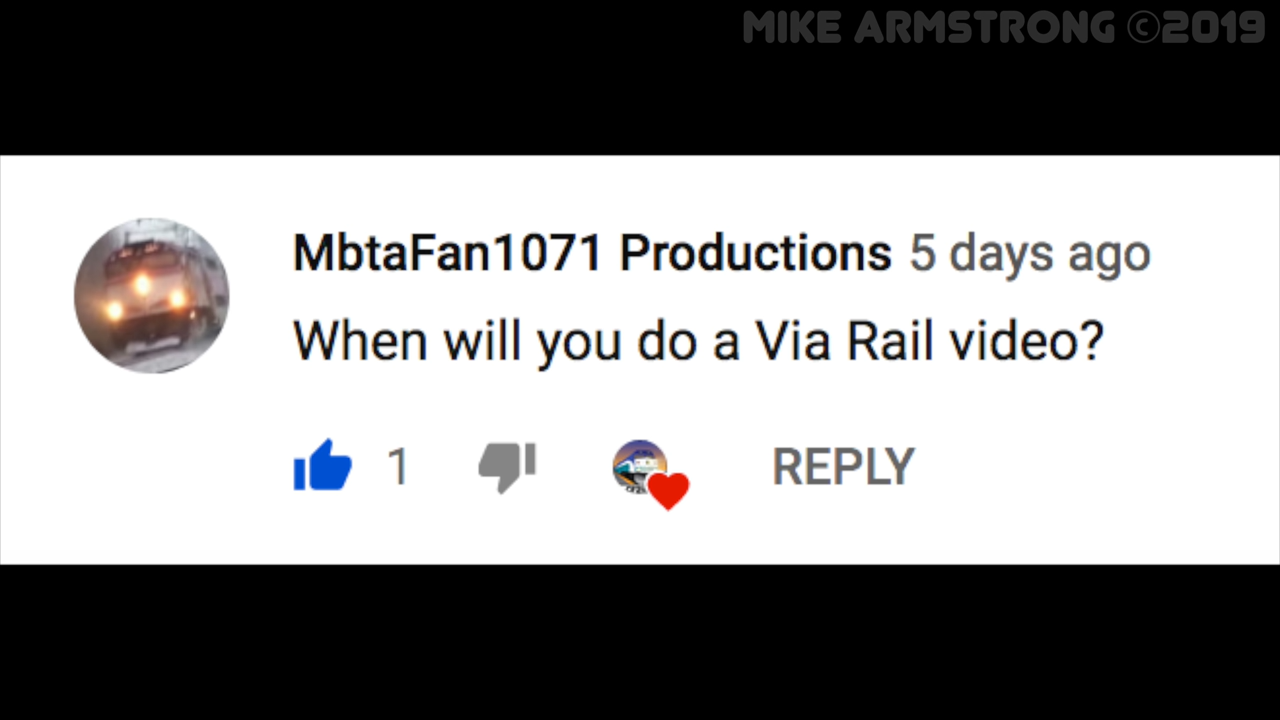 MIKE ARMSTRONG ©2019
MbtaFan1071 Productions 5 days ago
When will you do a Via Rail video?
1 REPLY